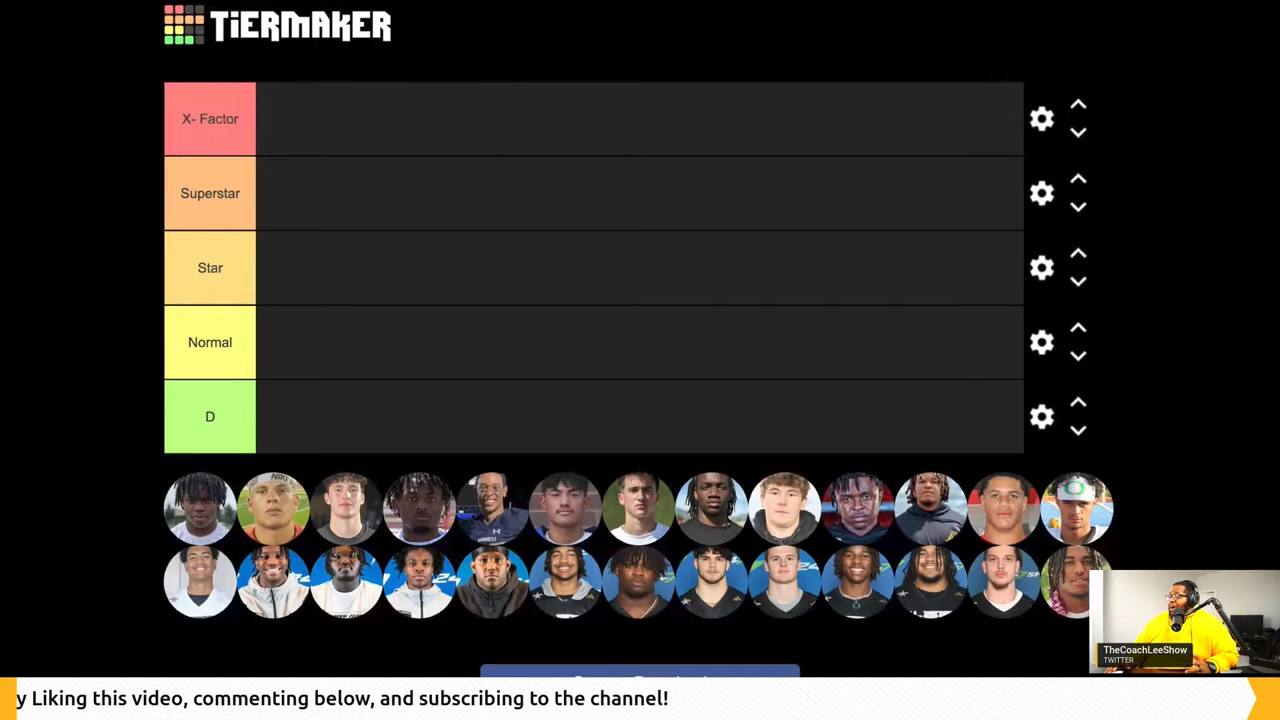 TiERMAKER
X- Factor
Superstar
Star
Normal
D
TheCoachLeeShow
TWITTER
y Liking this video, commenting below, and subscribing to the channel!